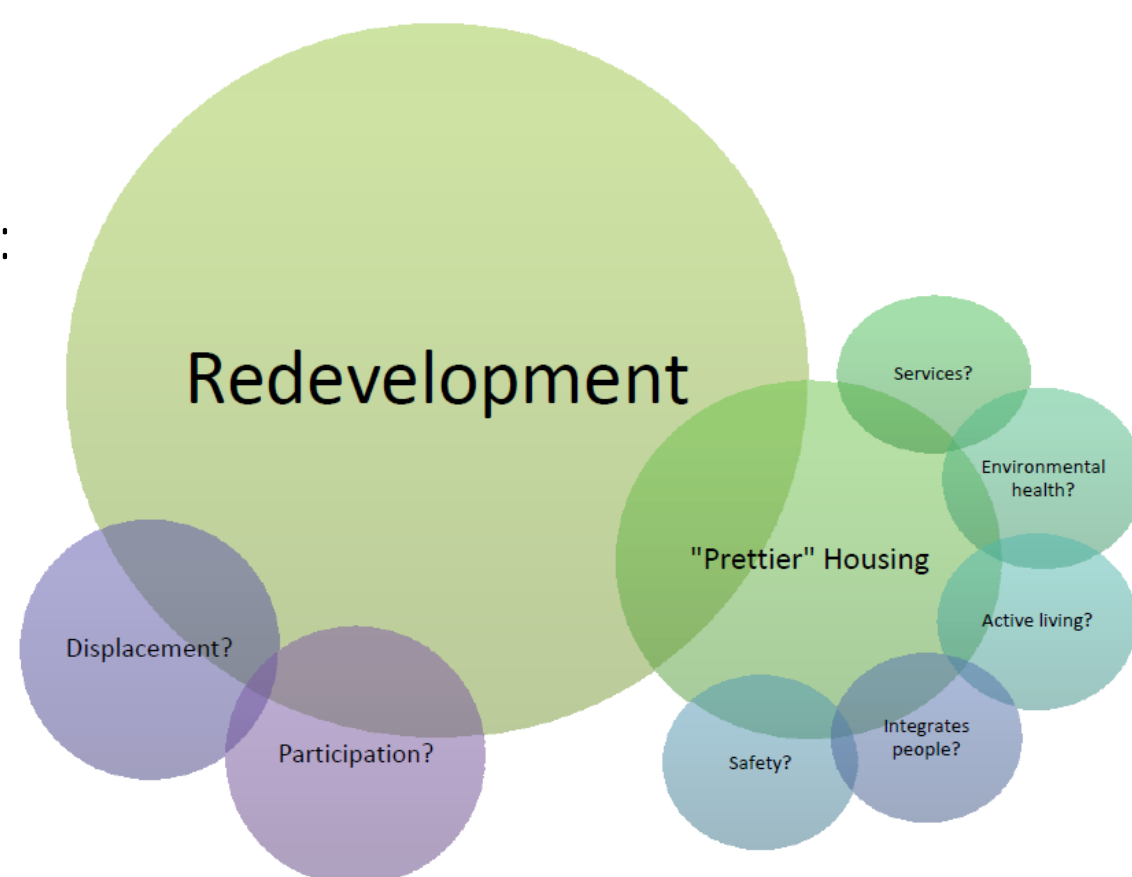 :
Redevelopment
Services?
Environmental
health?
"Prettier" Housing
Active living?
Displacement?
Integrates
people?
Participation?
Safety?